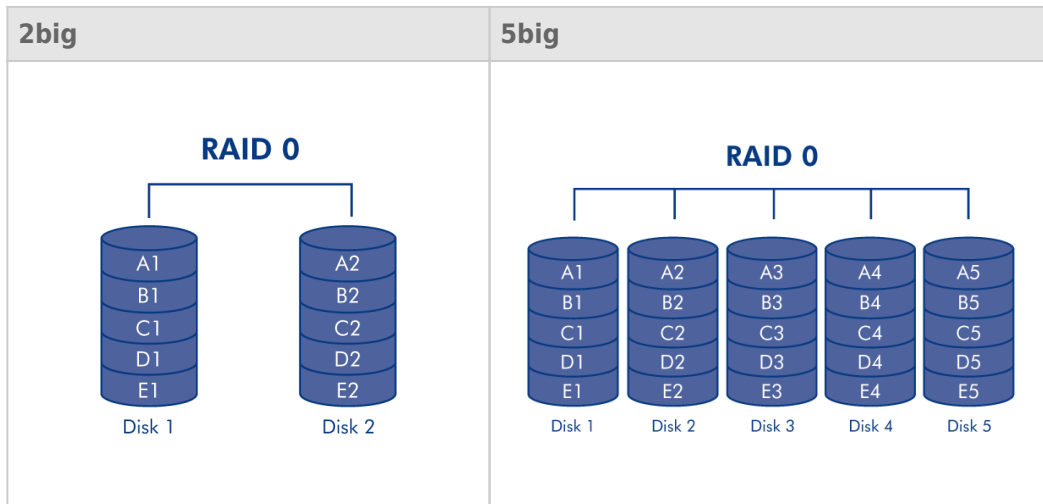 2big
5big
RAID 0
A1 A2
B1 B2
C1 C2
D1 D2
E1 E2
Disk 1 Disk 2
RAID 0
A1 A2 A3 A4 A5
B1 B2 B3 B4 B5
C1 C2 C3 C4 C5
D1 D2 D3 D4 D5
E1 E2 E3 E4 E5
Disk 1 Disk 2 Disk 3 Disk 4 Disk 5